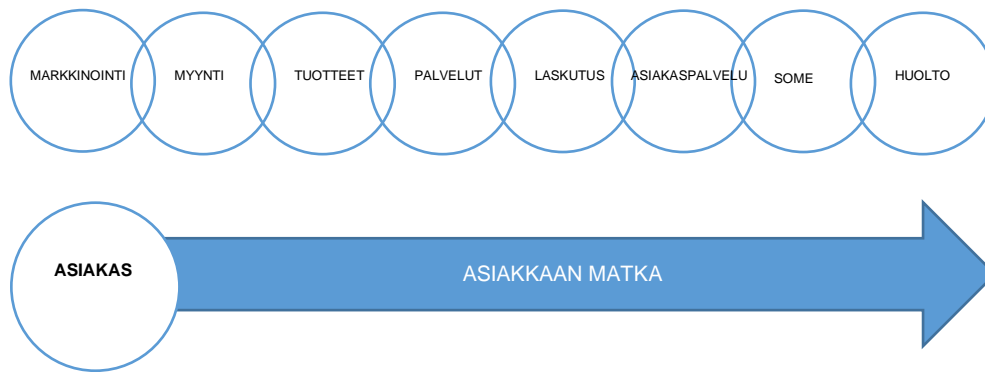 MARKKINOINTI
MYYNTI
TUOTTEET
PALVELUT
LASKUTUS
ASIAKASPALVELU
SOME
HUOLTO
ASIAKAS
ASIAKKAAN MATKA